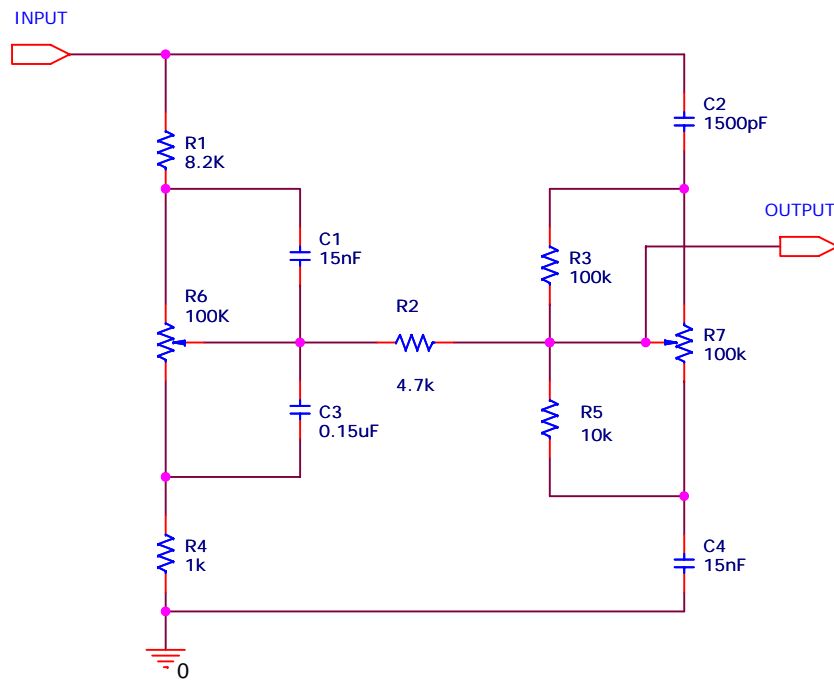 INPUT
C2
1500pF
R1
8.2K
OUTPUT
C1
15nF
R3
100k
R6
100K
R2
4.7k
R7
100k
C3
0.15uF
R5
10k
R4
1k
C4
15nF
0